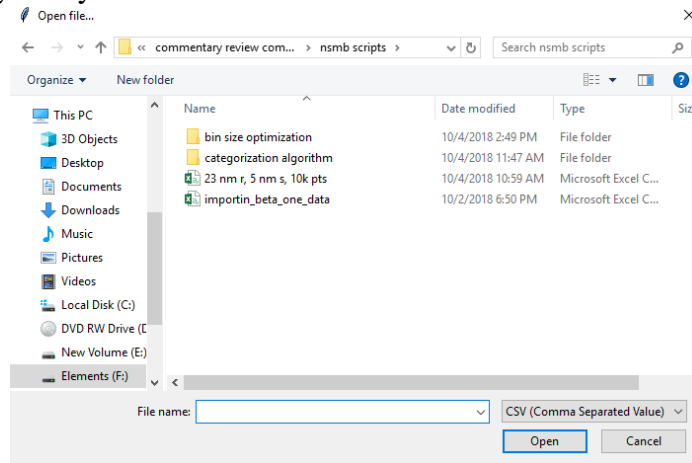 Open file...
« commentary review com... › nsmb scripts ›
Search nsmb scripts
Organize
New folder
Name
Date modified
Type
Siz
This PC
3D Objects
Desktop
Documents
Downloads
Music
Pictures
Videos
Local Disk (C:)
DVD RW Drive (D
New Volume (E:)
Elements (F:)
bin size optimization 10/4/2018 2:49 PM File folder
categorization algorithm 10/4/2018 11:47 AM File folder
23 nm r, 5 nm s, 10k pts 10/4/2018 10:59 AM Microsoft Excel C...
importin_beta_one_data 10/2/2018 6:50 PM Microsoft Excel C...
File name:
CSV (Comma Separated Value)
Open
Cancel